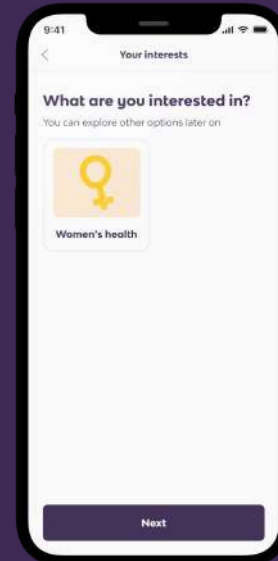 9:41
Your interests
What are you interested in?
You can explore other options later on
Women's health
Next